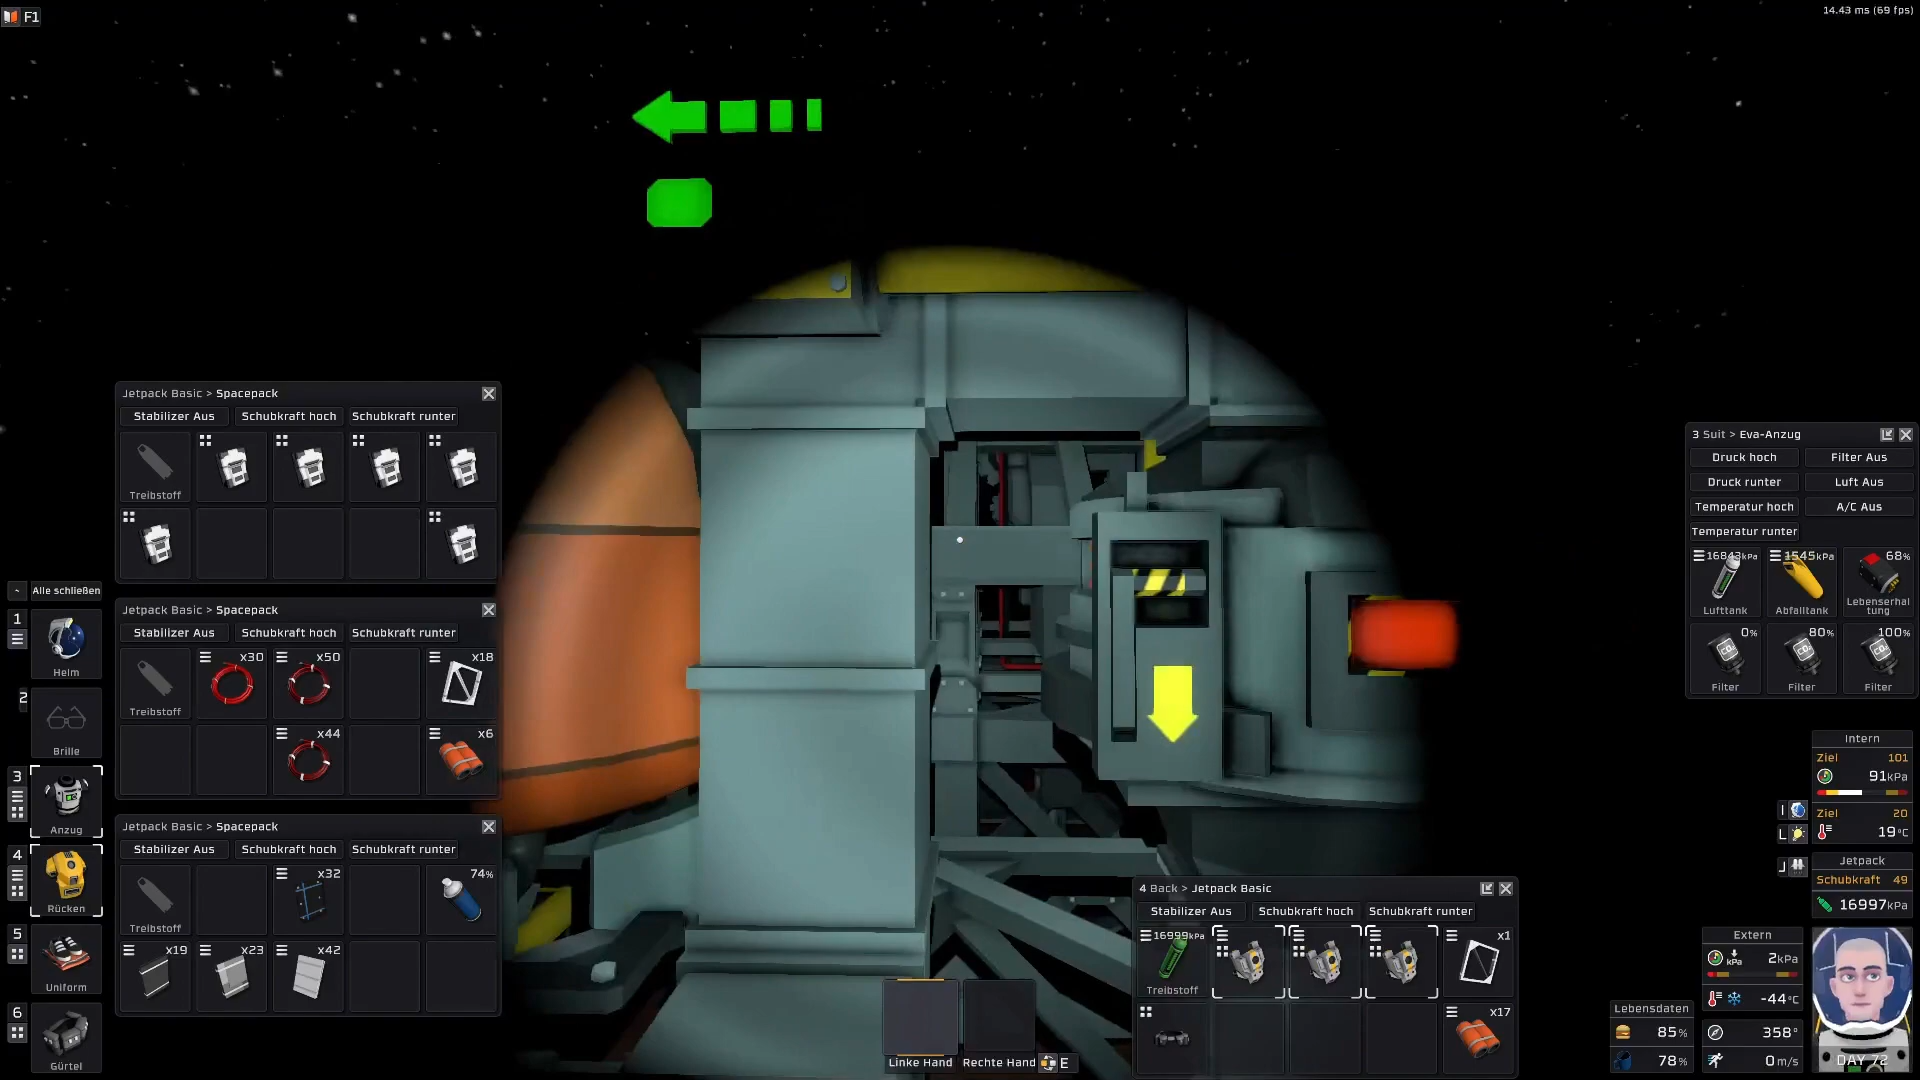 F1
14.43 ms (69 fps)
Jetpack Basic > Spacepack
Stabilizer Aus
Schubkraft hoch
Schubkraft runter
Treibstoff
Jetpack Basic > Spacepack
Stabilizer Aus
Schubkraft hoch
Schubkraft runter
x30
x50
x18
Treibstoff
x44
x6
Jetpack Basic > Spacepack
Stabilizer Aus
Schubkraft hoch
Schubkraft runter
x32
74%
Treibstoff
x19
x23
x42
~
Alle schließen
1
Helm
2
Brille
3
Anzug
4
Rücken
5
Uniform
6
Gürtel
3 Suit > Eva-Anzug
Druck hoch
Filter Aus
Druck runter
Luft Aus
Temperatur hoch
A/C Aus
Temperatur runter
16843kPa
1545kPa
68%
Lufttank
Abfalltank
Lebenserhal
tung
0%
80%
100%
Filter
Filter
Filter
Intern
Ziel 101
91kPa
I
Ziel 20
L
19°C
Jetpack
J
Schubkraft 49
16997kPa
4 Back > Jetpack Basic
Stabilizer Aus
Schubkraft hoch
Schubkraft runter
16999kPa
x1
Treibstoff
x17
Linke Hand
Rechte Hand
E
Extern
kPa
2kPa
-44°C
Lebensdaten
85%
358°
78%
0m/s
DAY 72